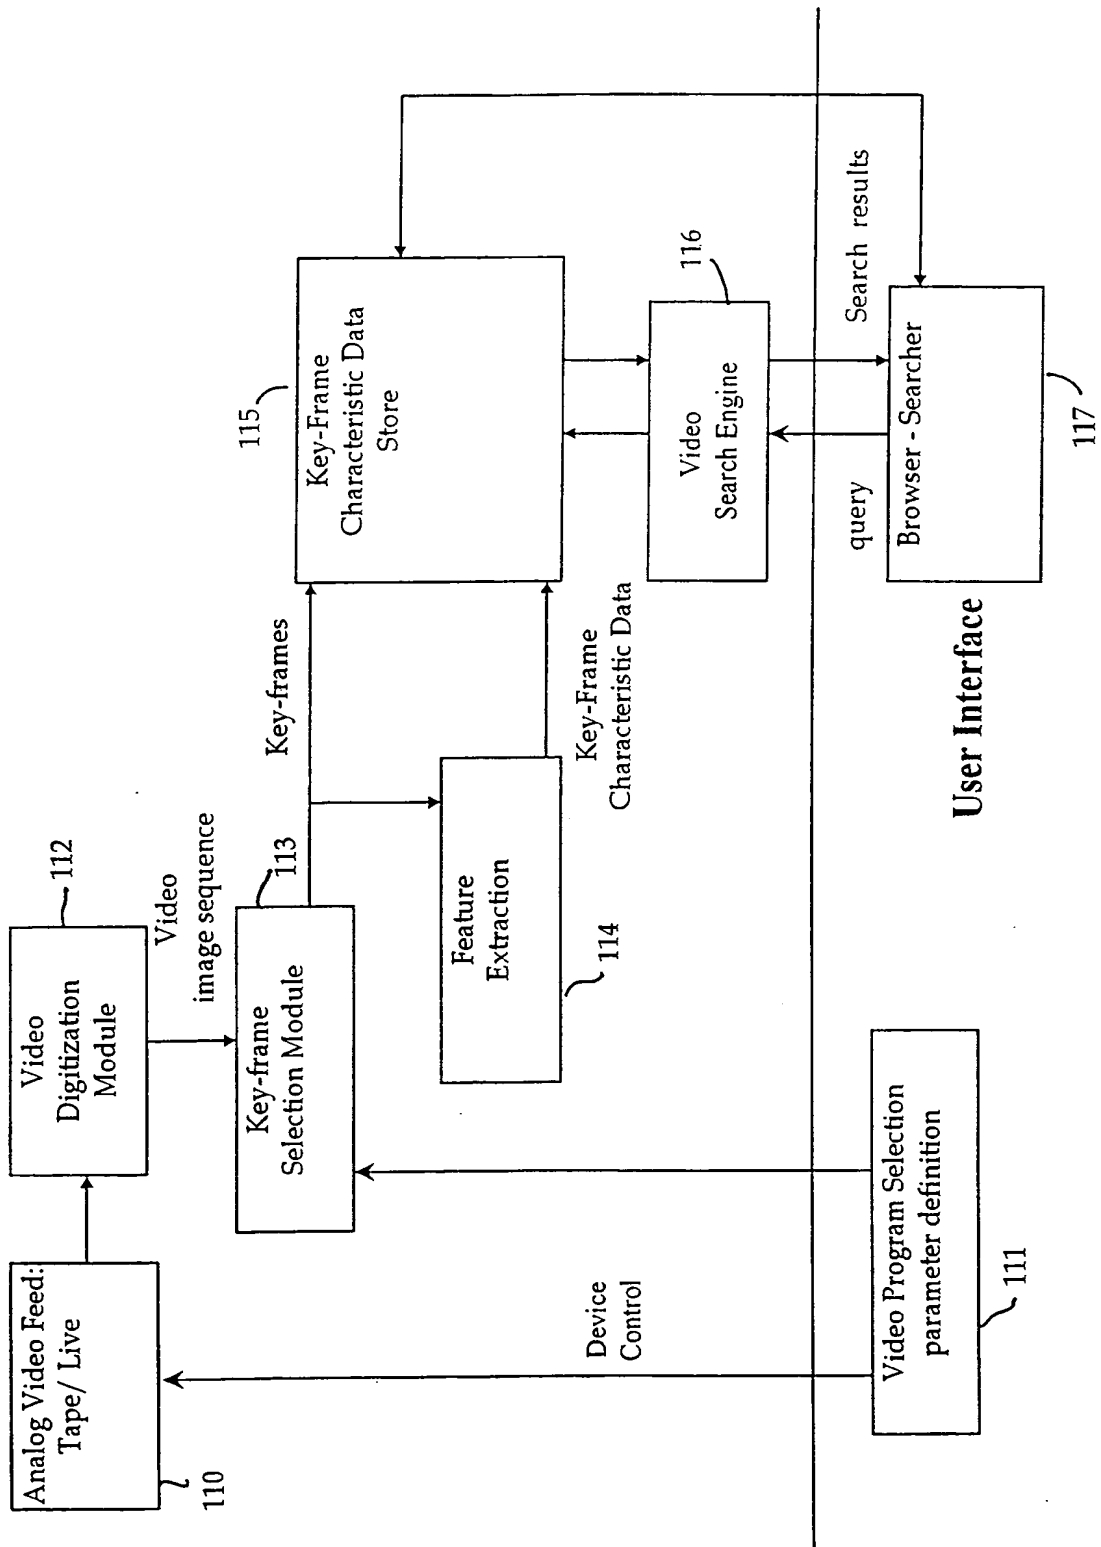 Analog Video Feed:
Tape/ Live
110
Video
Digitization
Module
112
Video
image sequence
Key-frame
Selection Module
113
Key-frames
Feature
Extraction
114
Key-Frame
Characteristic Data
Key-Frame
Characteristic Data
Store
115
Video
Search Engine
116
Device
Control
Video Program Selection
parameter definition
111
User Interface
query
Search results
Browser - Searcher
117